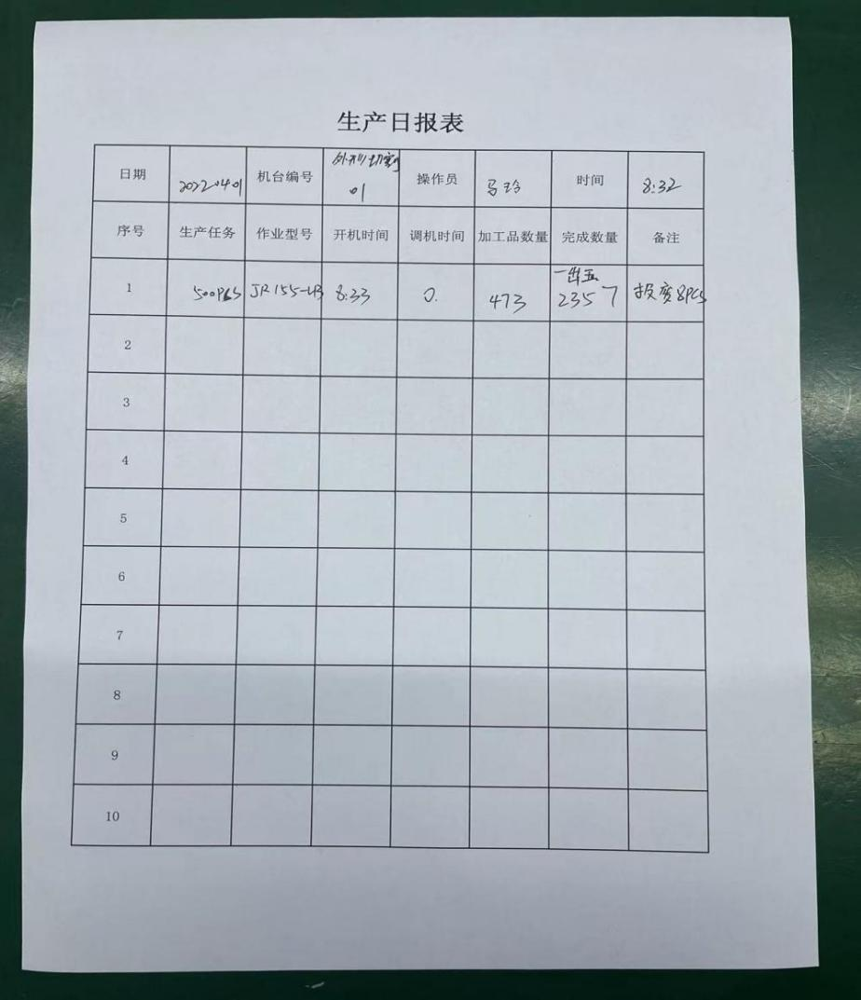 生产日报表
日期 20220401 机台编号 外形切割 01 操作员 马玲 时间 8:32
序号 生产任务 作业型号 开机时间 调机时间 加工品数量 完成数量 备注
1 500PCS JR155-LB 8:33 0. 473 一出五 2357 报废8PCS
2
3
4
5
6
7
8
9
10